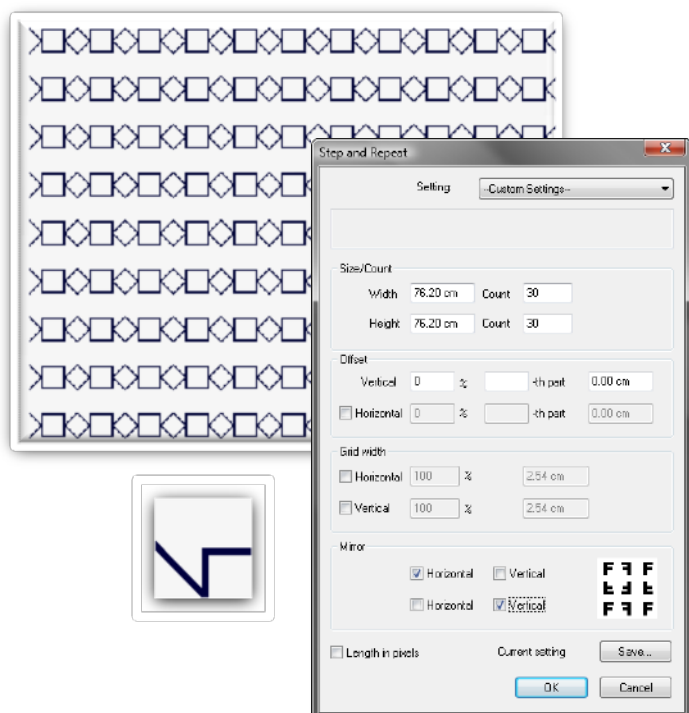 Step and Repeat
Setting --Custom Settings--
Size/Count
Width 76.20 cm Count 30
Height 76.20 cm Count 30
Offset
Vertical 0 % -th part 0.00 cm
Horizontal 0 % -th part 0.00 cm
Grid width
Horizontal 100 % 2.54 cm
Vertical 100 % 2.54 cm
Mirror
Horizontal Vertical
Horizontal Vertical
Length in pixels Current setting Save...
OK Cancel